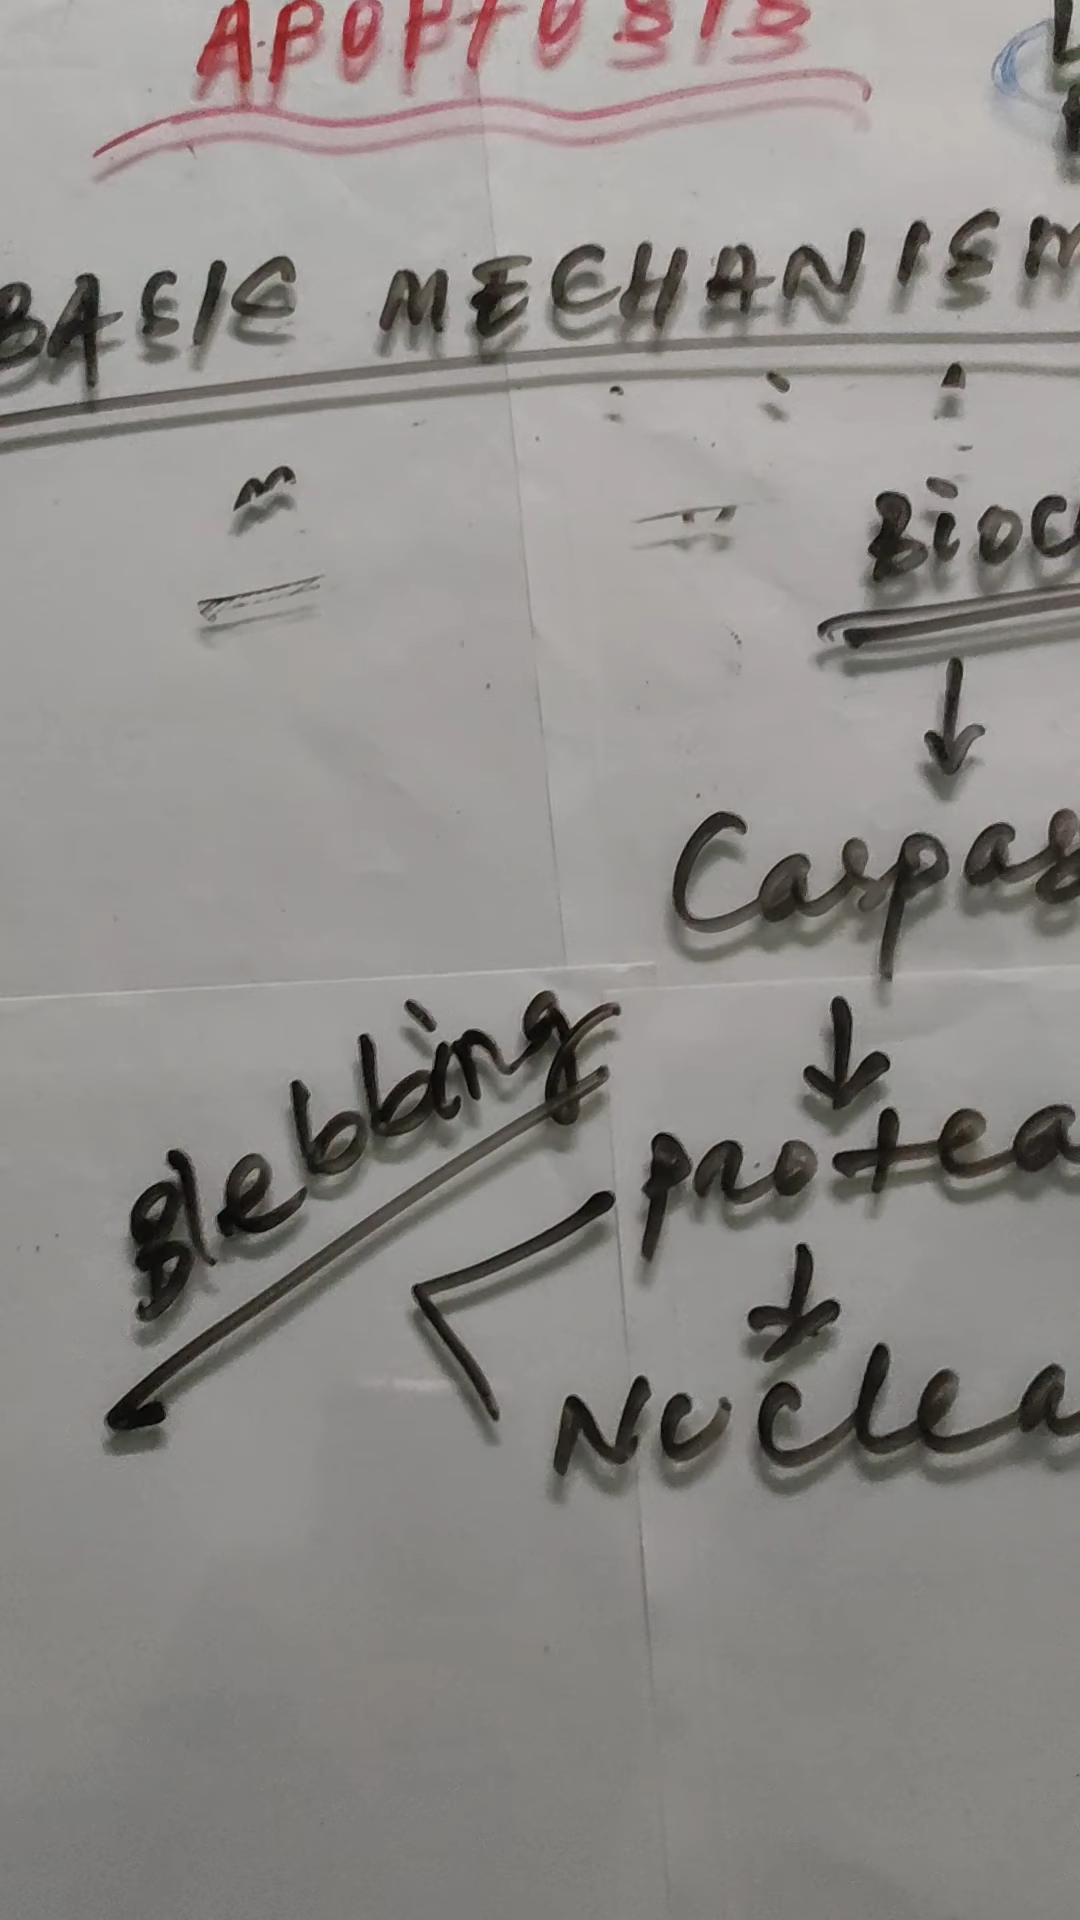 APOPTOSIS
BASIC MECHANISM
BIOC
Caspas
Blebbing
protea
Nuclea